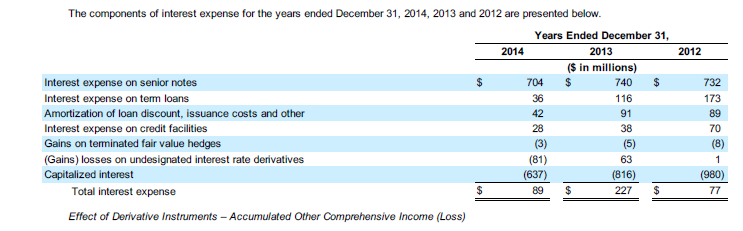 The components of interest expense for the years ended December 31, 2014, 2013 and 2012 are presented below.
Years Ended December 31,
2014 2013 2012
($ in millions)
Interest expense on senior notes $ 704 $ 740 $ 732
Interest expense on term loans 36 116 173
Amortization of loan discount, issuance costs and other 42 91 89
Interest expense on credit facilities 28 38 70
Gains on terminated fair value hedges (3) (5) (8)
(Gains) losses on undesignated interest rate derivatives (81) 63 1
Capitalized interest (637) (816) (980)
Total interest expense $ 89 $ 227 $ 77
Effect of Derivative Instruments – Accumulated Other Comprehensive Income (Loss)